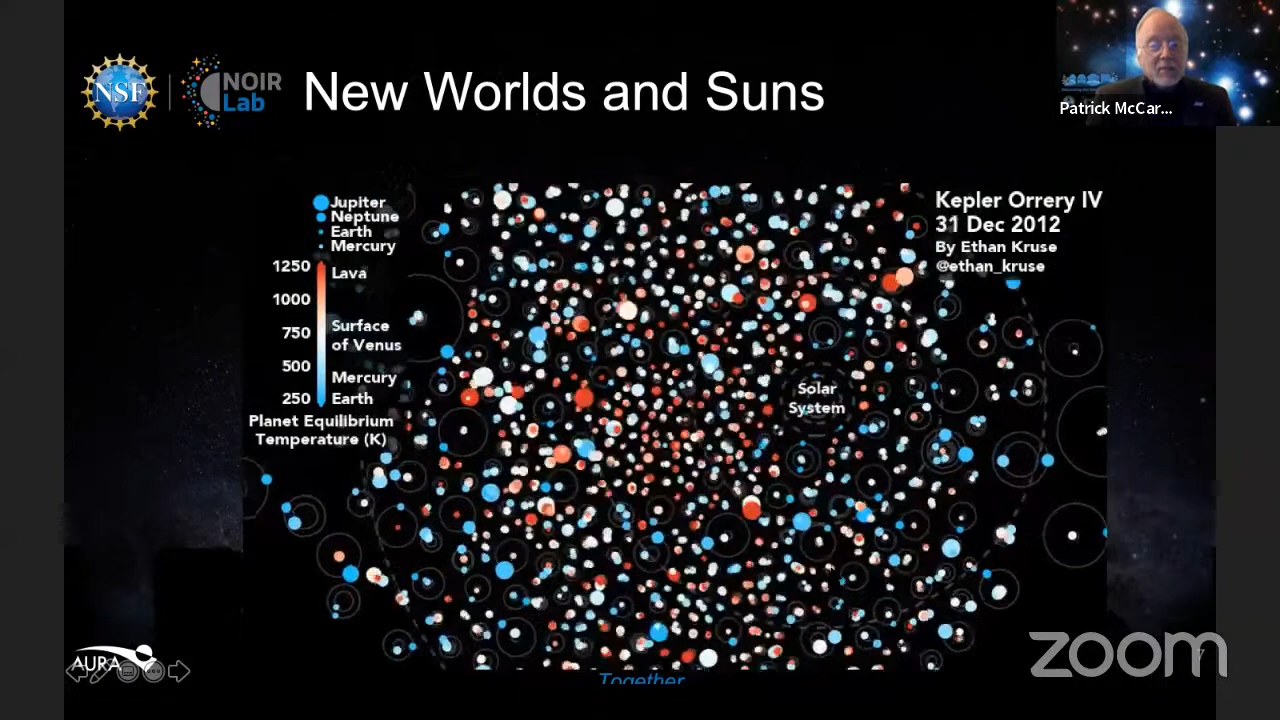 NSF
NOIR
Lab
New Worlds and Suns
Patrick McCar...
Jupiter
Neptune
Earth
Mercury
1250
Lava
1000
750
Surface
of Venus
500
Mercury
250
Earth
Planet Equilibrium
Temperature (K)
Kepler Orrery IV
31 Dec 2012
By Ethan Kruse
@ethan_kruse
Solar
System
AURA
Together
zoom
7